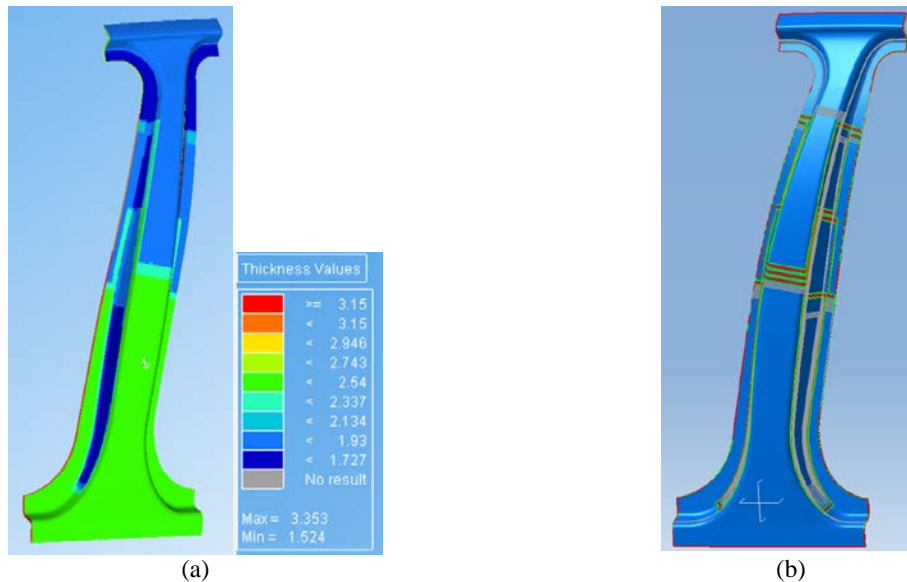 Thickness Values
>= 3.15
< 3.15
< 2.946
< 2.743
< 2.54
< 2.337
< 2.134
< 1.93
< 1.727
No result
Max = 3.353
Min = 1.524
(a)
(b)